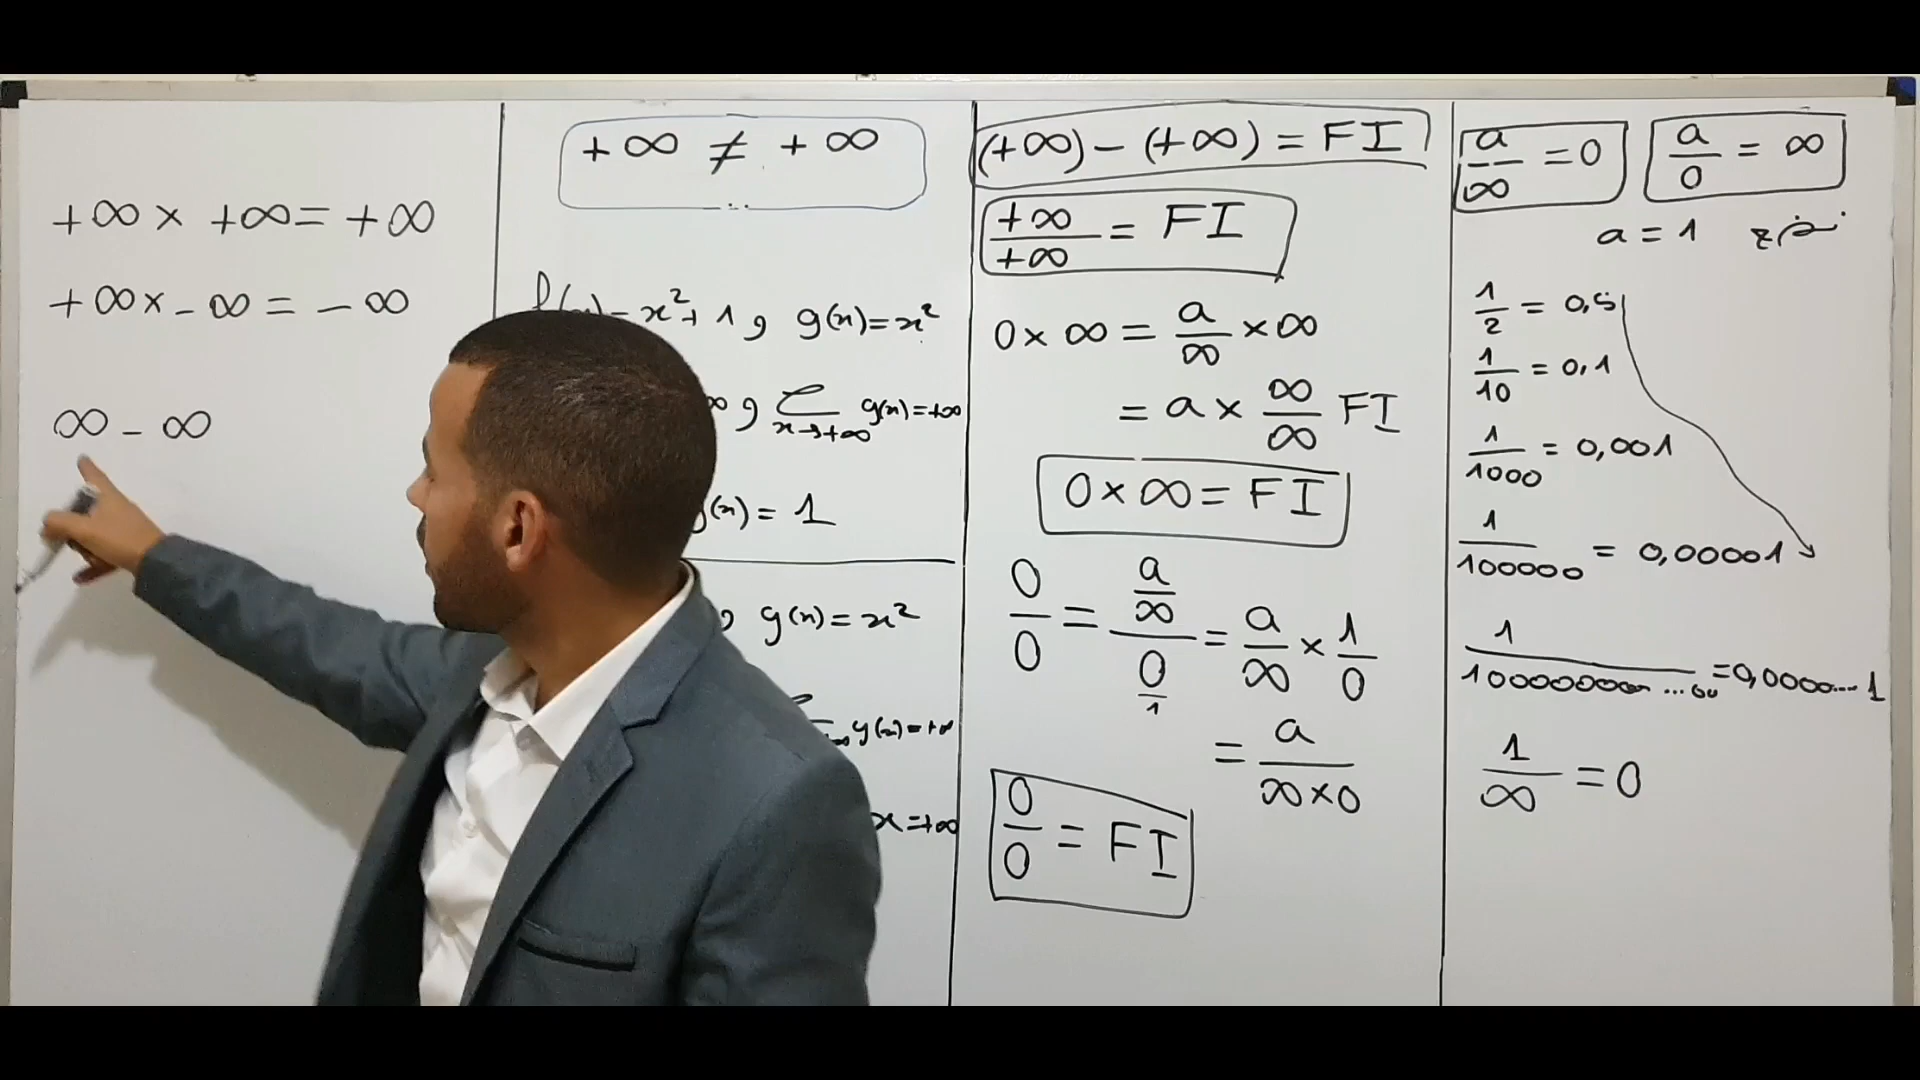 +∞ × +∞ = +∞
+∞ × -∞ = -∞
∞ - ∞
+∞ ≠ +∞
...
x²+1 , g(x)=x²
∞ , x→+∞ g(x)=+∞
g(x) = 1
, g(x)=x²
+∞ g(x)=+∞
x=+∞
(+∞) - (+∞) = FI
+∞/+∞ = FI
0 × ∞ = a/∞ × ∞
= a × ∞/∞ FI
0 × ∞ = FI
0/0 = (a/∞)/(0/1) = a/∞ × 1/0
= a/(∞×0)
0/0 = FI
a/∞ = 0 a/0 = ∞
a = 1
1/2 = 0,5
1/10 = 0,1
1/1000 = 0,001
1/100000 = 0,00001
1/100000000...00 = 0,0000....1
1/∞ = 0